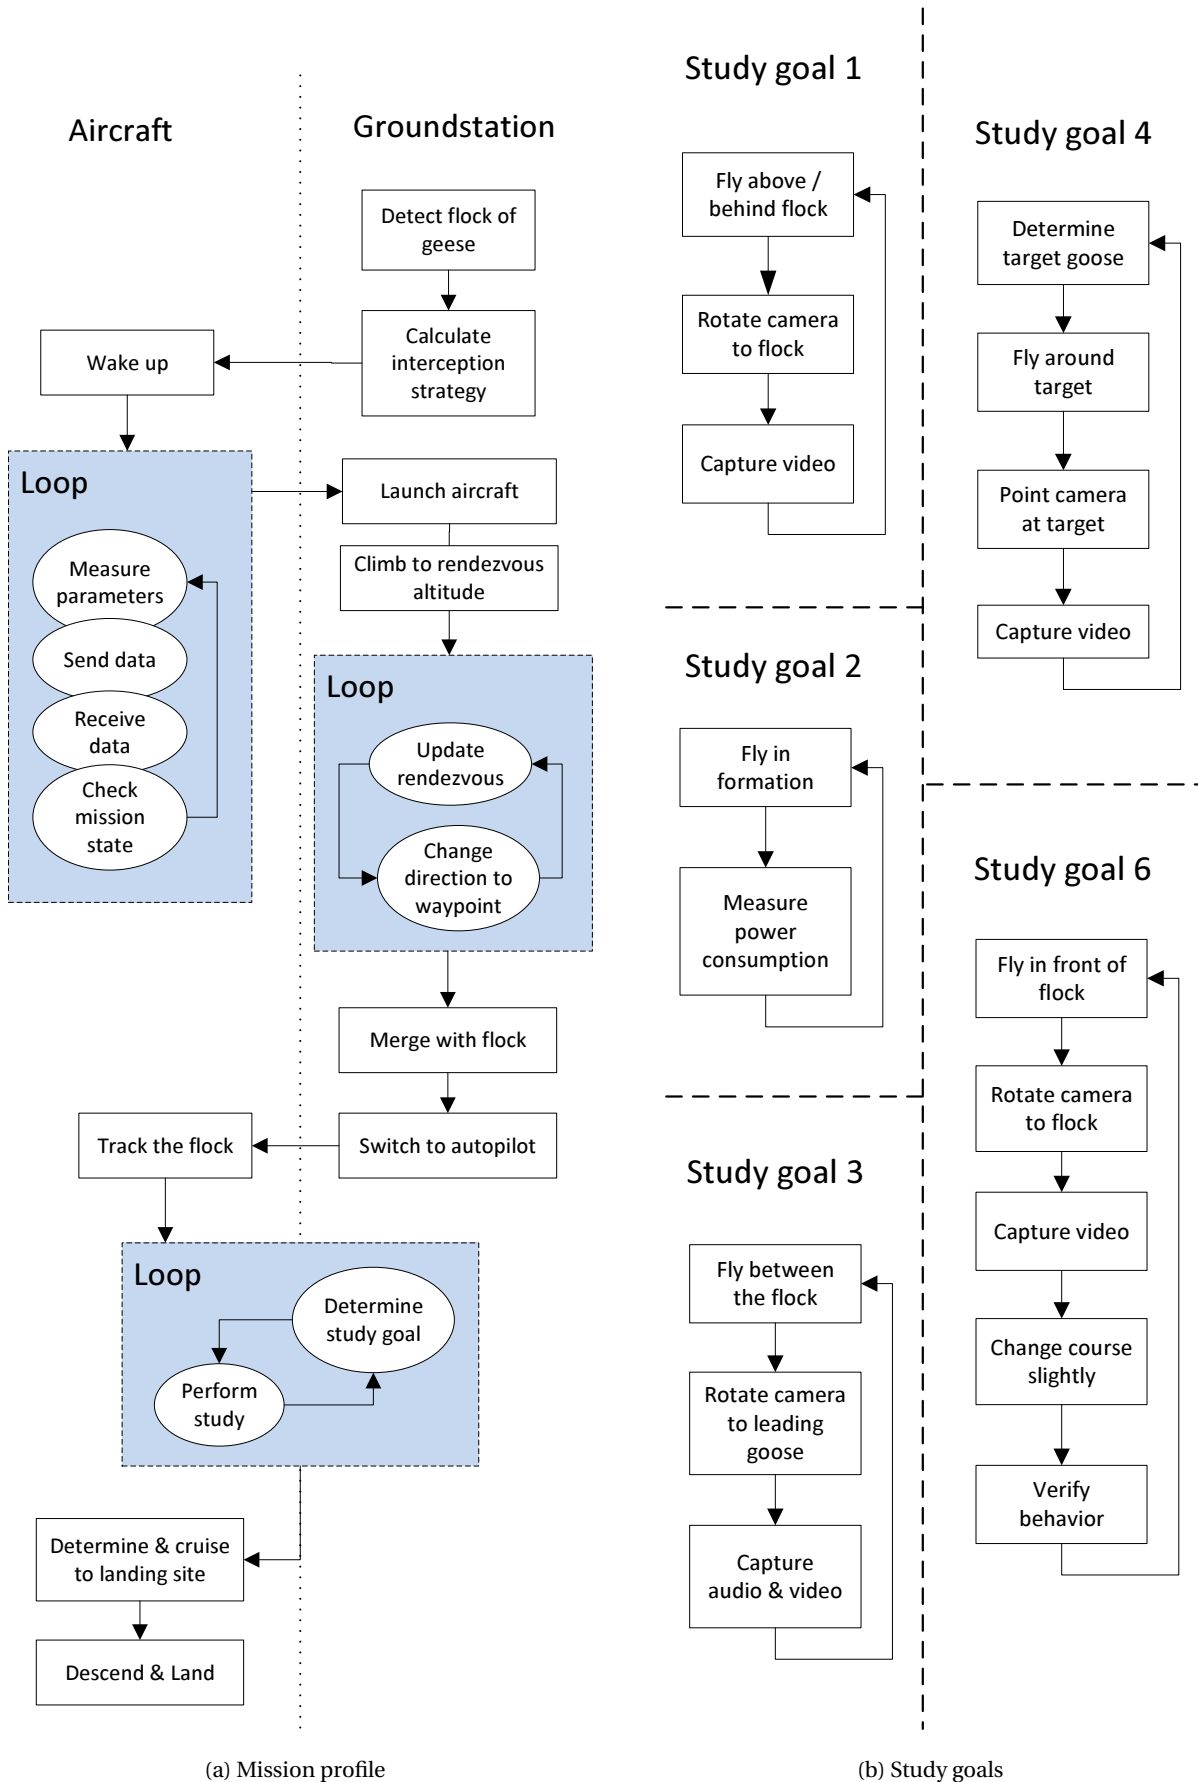 Aircraft
Groundstation
Detect flock of
geese
Calculate
interception
strategy
Wake up
Loop
Measure
parameters
Send data
Receive
data
Check
mission
state
Launch aircraft
Climb to rendezvous
altitude
Loop
Update
rendezvous
Change
direction to
waypoint
Merge with flock
Switch to autopilot
Track the flock
Loop
Determine
study goal
Perform
study
Determine & cruise
to landing site
Descend & Land
(a) Mission profile
Study goal 1
Fly above /
behind flock
Rotate camera
to flock
Capture video
Study goal 2
Fly in
formation
Measure
power
consumption
Study goal 3
Fly between
the flock
Rotate camera
to leading
goose
Capture
audio & video
Study goal 4
Determine
target goose
Fly around
target
Point camera
at target
Capture video
Study goal 6
Fly in front of
flock
Rotate camera
to flock
Capture video
Change course
slightly
Verify
behavior
(b) Study goals